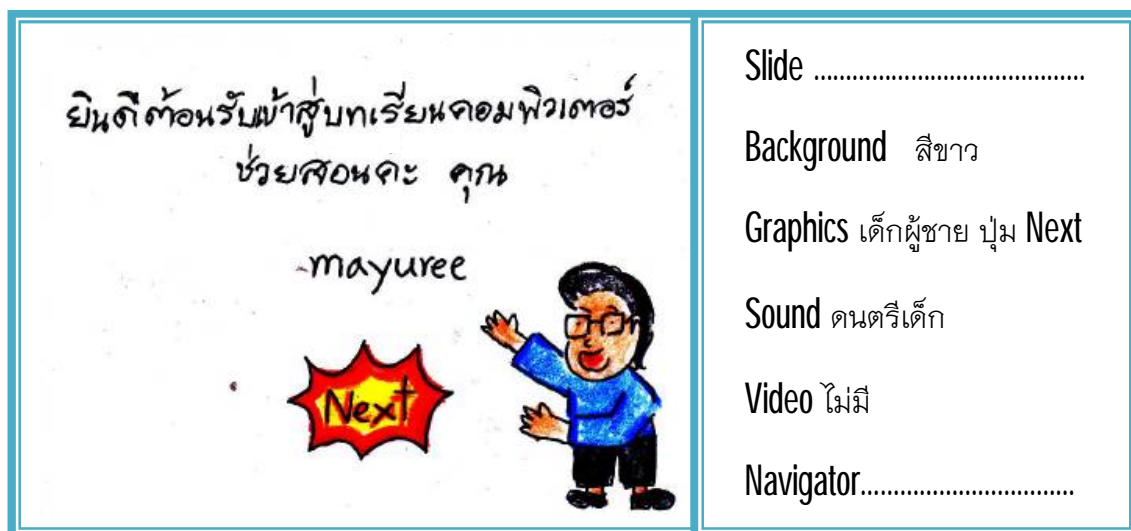 ยินดีต้อนรับเข้าสู่บทเรียนคอมพิวเตอร์
ช่วยสอนคะ คุณ
mayuree
Next
Slide ..........................................
Background สีขาว
Graphics เด็กผู้ชาย ปุ่ม Next
Sound ดนตรีเด็ก
Video ไม่มี
Navigator.................................